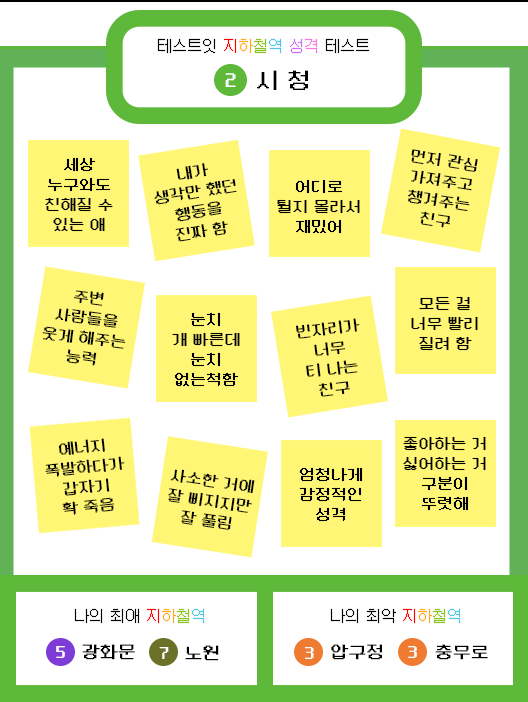 테스트잇 지하철역 성격 테스트
2 시 청
세상
누구와도
친해질 수
있는 애
내가
생각만 했던
행동을
진짜 함
어디로
튈지 몰라서
재밌어
먼저 관심
가져주고
챙겨주는
친구
주변
사람들을
웃게 해주는
능력
눈치
개 빠른데
눈치
없는척함
빈자리가
너무
티 나는
친구
모든 걸
너무 빨리
질려 함
에너지
폭발하다가
갑자기
확 죽음
사소한 거에
잘 삐지지만
잘 풀림
엄청나게
감정적인
성격
좋아하는 거
싫어하는 거
구분이
뚜렷해
나의 최애 지하철역
5 광화문 7 노원
나의 최악 지하철역
3 압구정 3 충무로